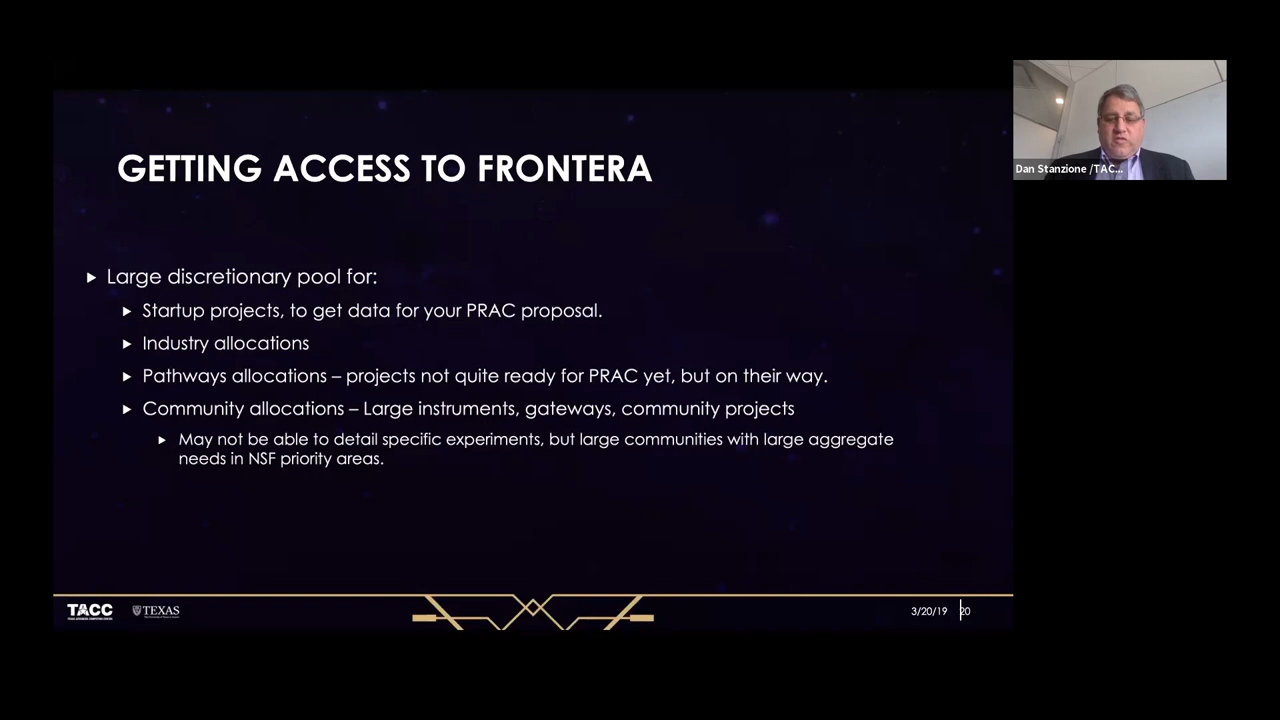 GETTING ACCESS TO FRONTERA
Dan Stanzione /TAC...
Large discretionary pool for:
Startup projects, to get data for your PRAC proposal.
Industry allocations
Pathways allocations – projects not quite ready for PRAC yet, but on their way.
Community allocations – Large instruments, gateways, community projects
May not be able to detail specific experiments, but large communities with large aggregate
needs in NSF priority areas.
TACC
TEXAS
3/20/19
20